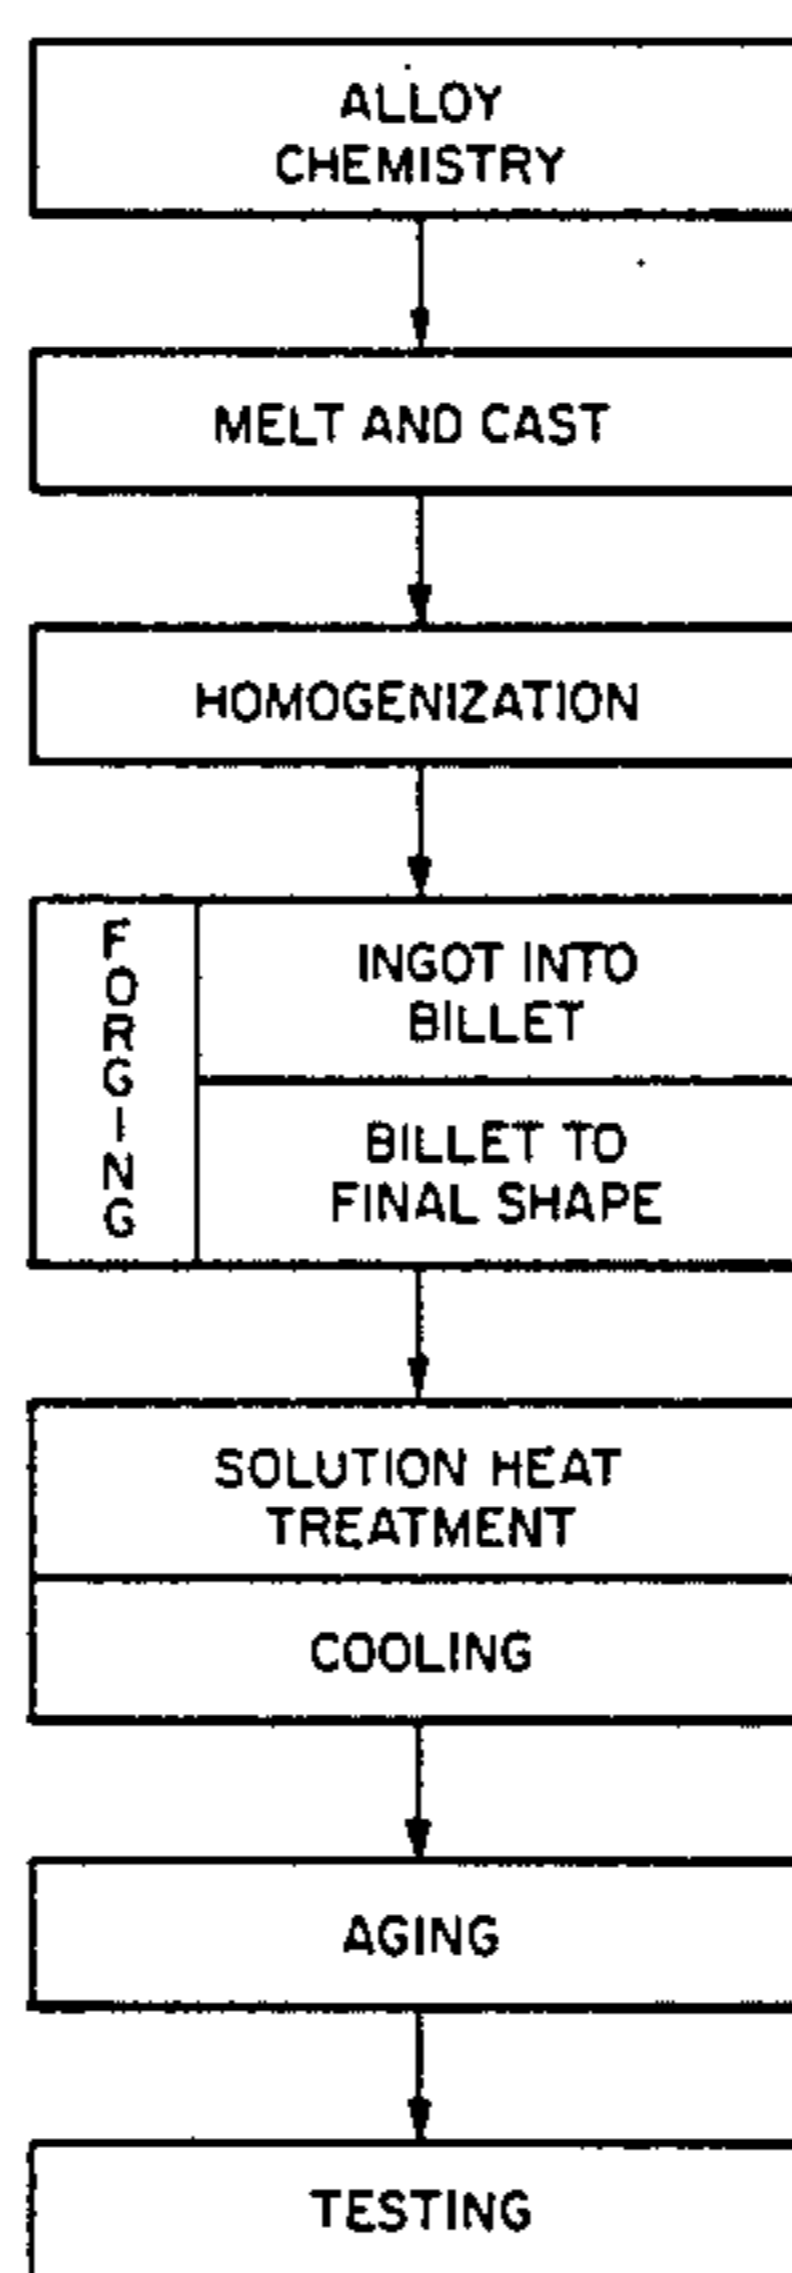 ALLOY
CHEMISTRY
MELT AND CAST
HOMOGENIZATION
FORGING
INGOT INTO
BILLET
BILLET TO
FINAL SHAPE
SOLUTION HEAT
TREATMENT
COOLING
AGING
TESTING